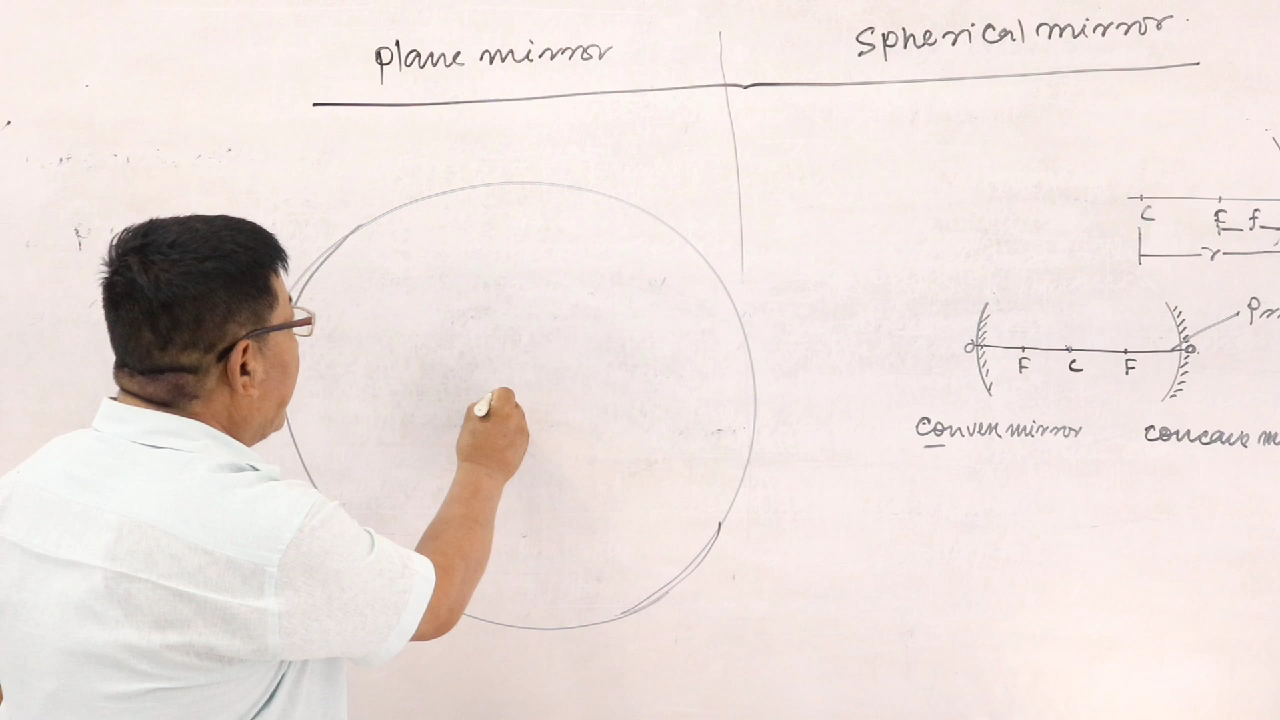 plane mirror
Spherical mirror
C F f
r
O F C F O
convex mirror
concave